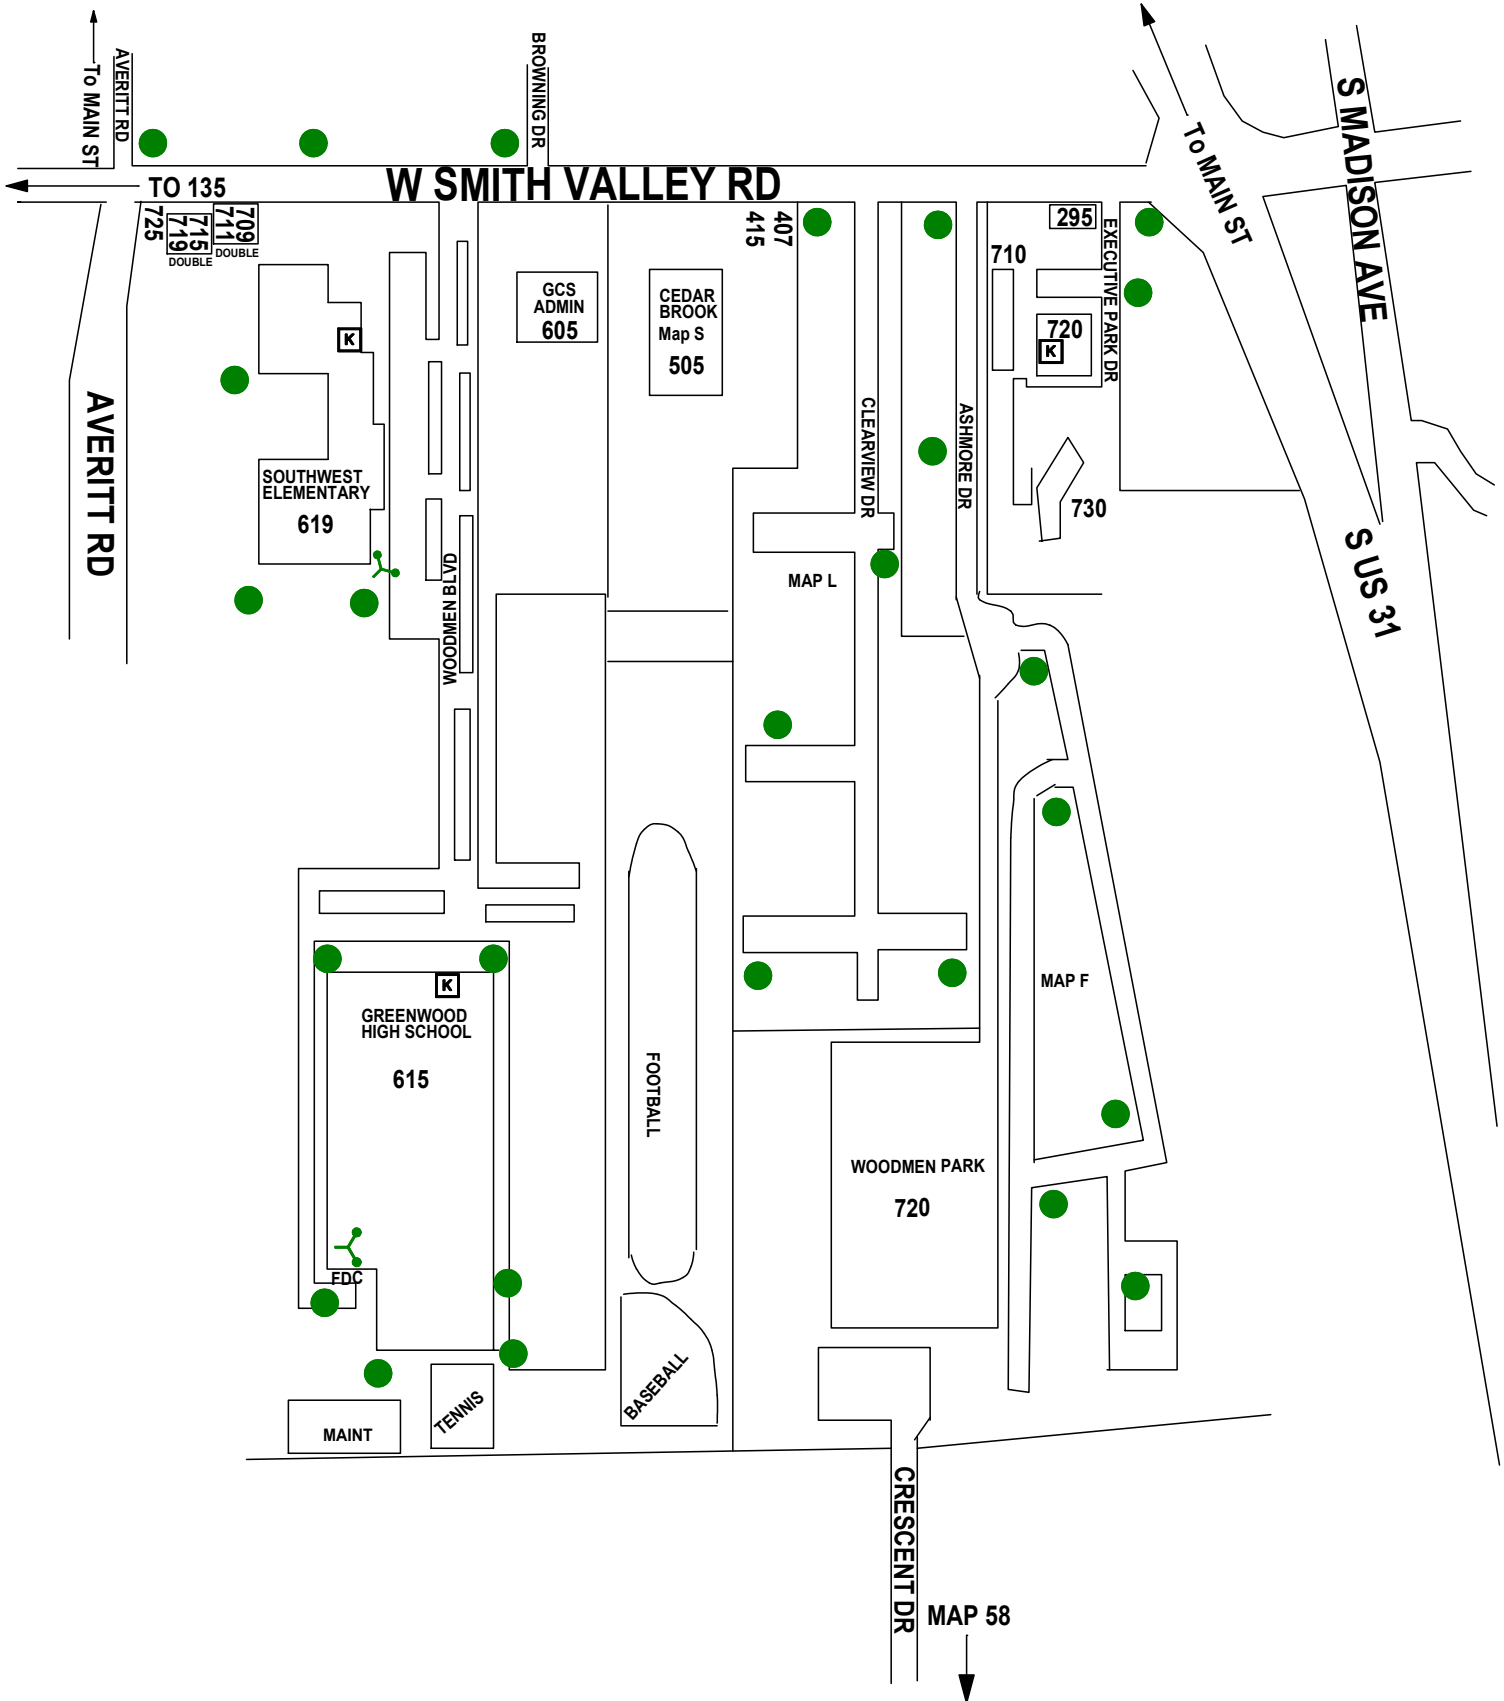 To MAIN ST
AVERITT RD
BROWNING DR
S MADISON AVE
To MAIN ST
TO 135
W SMITH VALLEY RD
725
719
715
DOUBLE
711
709
DOUBLE
415
407
295
EXECUTIVE PARK DR
710
GCS
ADMIN
605
CEDAR
BROOK
Map S
505
720
K
K
AVERITT RD
CLEARVIEW DR
ASHMORE DR
SOUTHWEST
ELEMENTARY
619
730
S US 31
WOODMEN BLVD
MAP L
K
MAP F
GREENWOOD
HIGH SCHOOL
615
FOOTBALL
WOODMEN PARK
720
FDC
BASEBALL
TENNIS
MAINT
CRESCENT DR
MAP 58